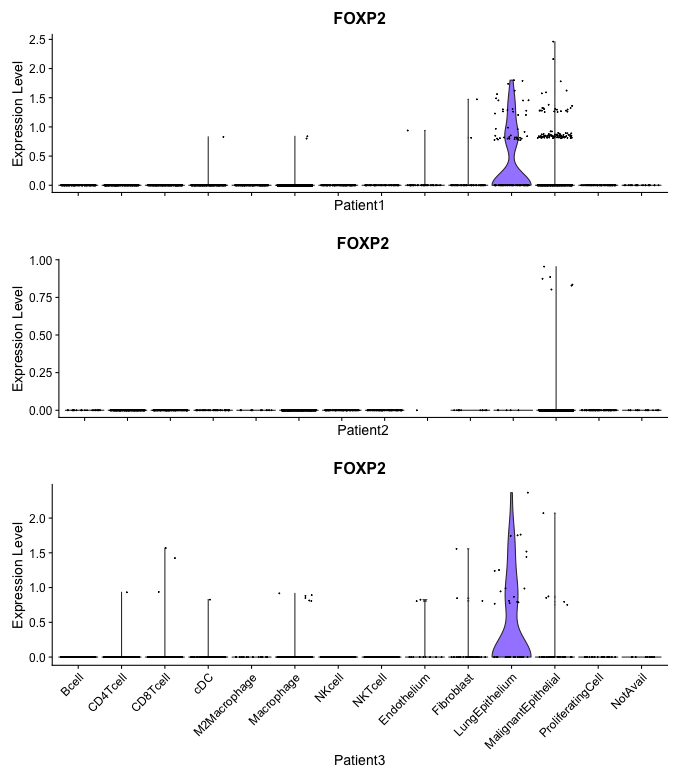 FOXP2
Expression Level
2.5
2.0
1.5
1.0
0.5
0.0
Patient1
FOXP2
Expression Level
1.00
0.75
0.50
0.25
0.00
Patient2
FOXP2
Expression Level
2.0
1.5
1.0
0.5
0.0
Bcell
CD4Tcell
CD8Tcell
cDC
M2Macrophage
Macrophage
NKcell
NKTcell
Endothelium
Fibroblast
LungEpithelium
MalignantEpithelial
ProliferatingCell
NotAvail
Patient3